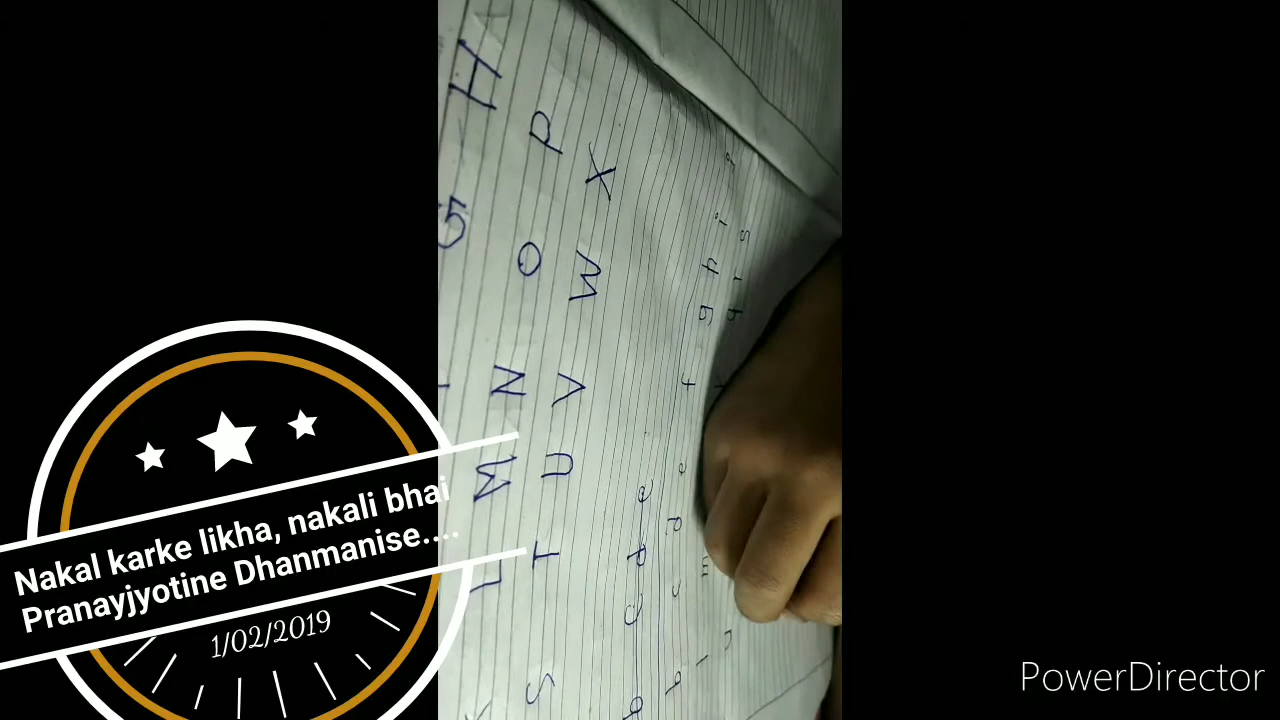 G H
L M N O P
S T U V W X
b c d e
a b c d e f g h i j
m
n
q r s
Nakal karke likha, nakali bhai
Pranayjyotine Dhanmanise....
1/02/2019
PowerDirector